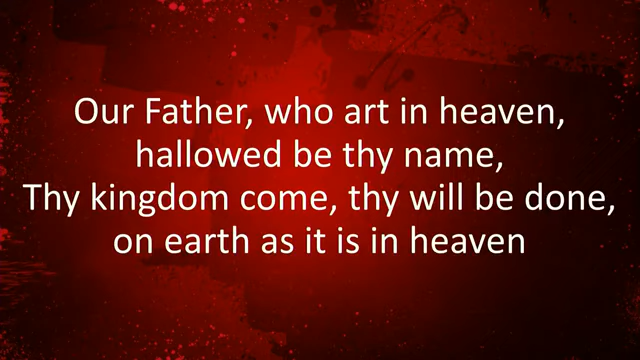 Our Father, who art in heaven,
hallowed be thy name,
Thy kingdom come, thy will be done,
on earth as it is in heaven